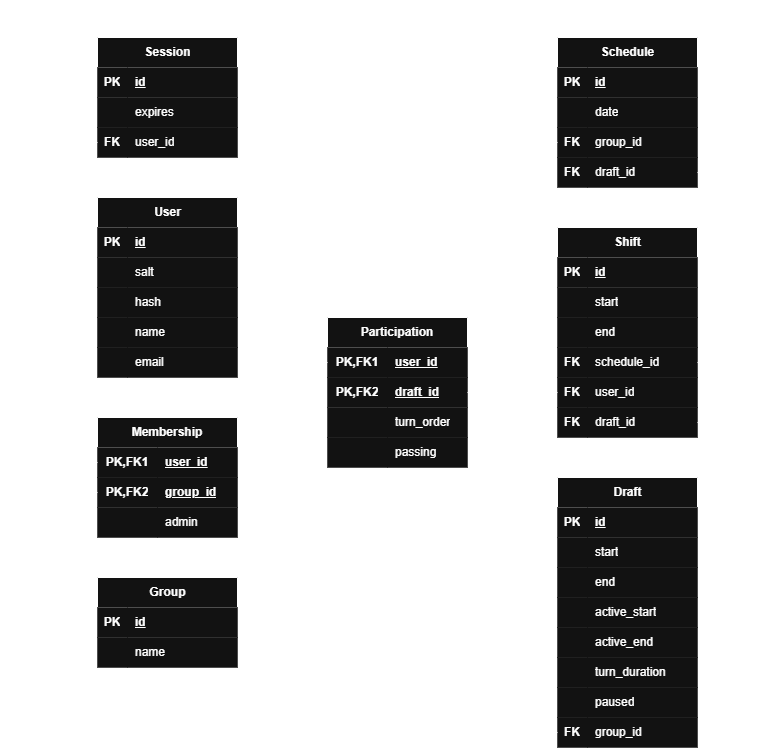 Session
PK id
expires
FK user_id
User
PK id
salt
hash
name
email
Membership
PK,FK1 user_id
PK,FK2 group_id
admin
Group
PK id
name
Participation
PK,FK1 user_id
PK,FK2 draft_id
turn_order
passing
Schedule
PK id
date
FK group_id
FK draft_id
Shift
PK id
start
end
FK schedule_id
FK user_id
FK draft_id
Draft
PK id
start
end
active_start
active_end
turn_duration
paused
FK group_id